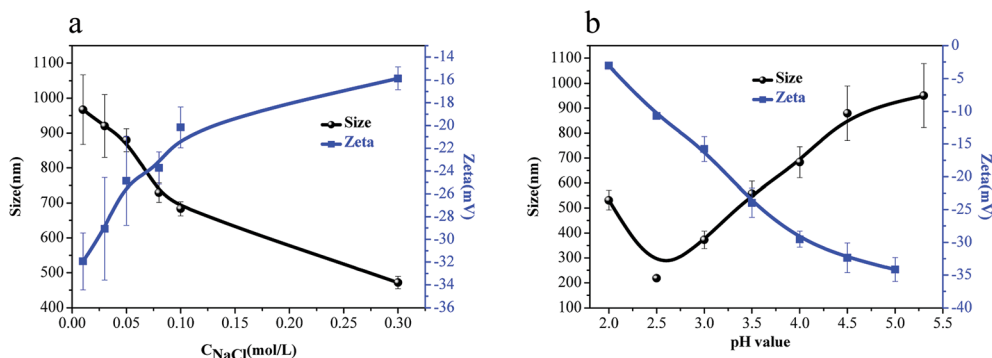 a
1100
1000
900
800
700
600
500
400
Size(nm)
-14
-16
-18
-20
-22
-24
-26
-28
-30
-32
-34
-36
Zeta(mV)
Size
Zeta
0.00 0.05 0.10 0.15 0.20 0.25 0.30
CNaCl(mol/L)
b
1100
1000
900
800
700
600
500
400
300
200
100
Size(nm)
0
-5
-10
-15
-20
-25
-30
-35
-40
Zeta(mV)
Size
Zeta
2.0 2.5 3.0 3.5 4.0 4.5 5.0 5.5
pH value